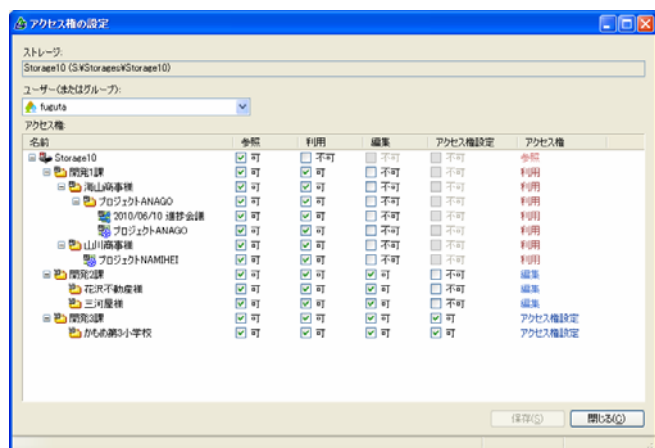 アクセス権の設定
ストレージ:
Storage10 (S:¥Storages¥Storage10)
ユーザー(またはグループ):
fuguta
アクセス権:
名前 参照 利用 編集 アクセス権設定 アクセス権
Storage10 可 不可 不可 不可 参照
開発1課 可 可 不可 不可 利用
海山商事様 可 可 不可 不可 利用
プロジェクトANAGO 可 可 不可 不可 利用
2010/06/10 進捗会議 可 可 不可 不可 利用
プロジェクトANAGO 可 可 不可 不可 利用
山川商事様 可 可 不可 不可 利用
プロジェクトNAMIHEI 可 可 不可 不可 利用
開発2課 可 可 可 不可 編集
花沢不動産様 可 可 可 不可 編集
三河屋様 可 可 可 不可 編集
開発3課 可 可 可 可 アクセス権設定
かもめ第3小学校 可 可 可 可 アクセス権設定
保存(S) 閉じる(C)